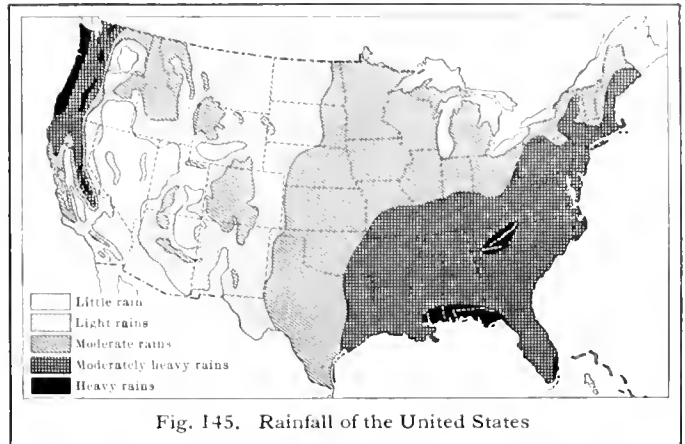 Little rain
Light rains
Moderate rains
Moderately heavy rains
Heavy rains
Fig. 145. Rainfall of the United States